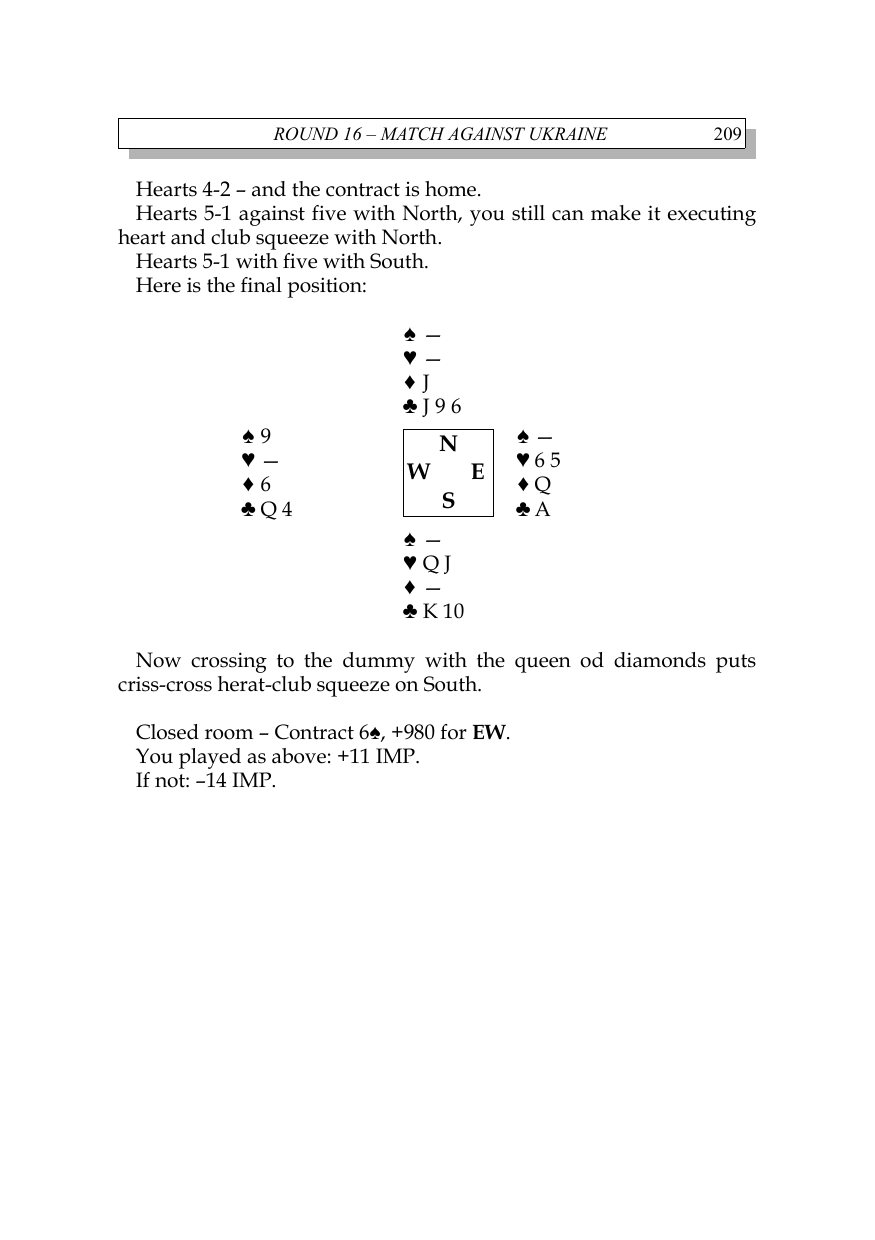 ROUND 16 – MATCH AGAINST UKRAINE 209
Hearts 4-2 – and the contract is home.
Hearts 5-1 against five with North, you still can make it executing
heart and club squeeze with North.
Hearts 5-1 with five with South.
Here is the final position:
♠ —
♥ —
♦ J
♣ J 9 6
♠ 9
♥ —
♦ 6
♣ Q 4
N
W E
S
♠ —
♥ 6 5
♦ Q
♣ A
♠ —
♥ Q J
♦ —
♣ K 10
Now crossing to the dummy with the queen od diamonds puts
criss-cross herat-club squeeze on South.
Closed room – Contract 6♠, +980 for EW.
You played as above: +11 IMP.
If not: –14 IMP.